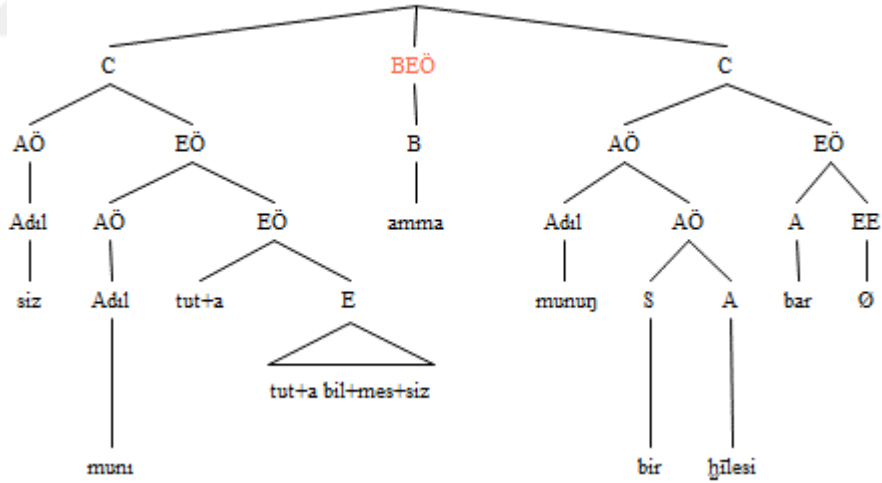 C BEÖ C
AÖ EÖ B AÖ EÖ
Adıl AÖ EÖ amma Adıl AÖ A EE
siz Adıl tut+a E munuŋ S A bar Ø
tut+a bil+mes+siz
munı bir ḫīlesi